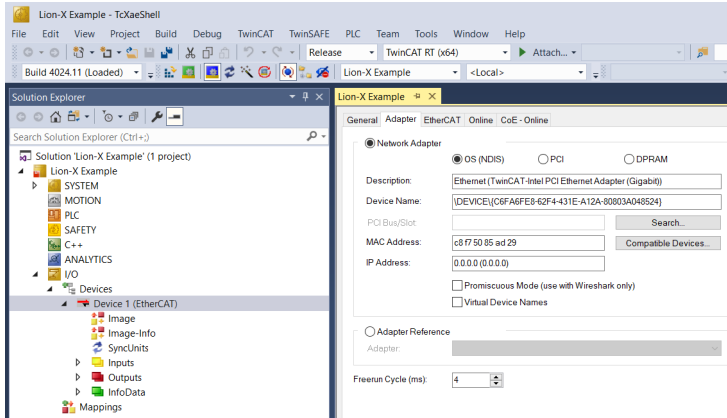 Lion-X Example - TcXaeShell
File Edit View Project Build Debug TwinCAT TwinSAFE PLC Team Tools Window Help
Release TwinCAT RT (x64) Attach...
Build 4024.11 (Loaded) Lion-X Example <Local>
Solution Explorer
Search Solution Explorer (Ctrl+;)
Solution 'Lion-X Example' (1 project)
Lion-X Example
SYSTEM
MOTION
PLC
SAFETY
C++
ANALYTICS
I/O
Devices
Device 1 (EtherCAT)
Image
Image-Info
SyncUnits
Inputs
Outputs
InfoData
Mappings
Lion-X Example
General Adapter EtherCAT Online CoE - Online
Network Adapter
OS (NDIS) PCI DPRAM
Description: Ethernet (TwinCAT-Intel PCI Ethernet Adapter (Gigabit))
Device Name: \DEVICE\{C6FA6FE8-62F4-431E-A12A-80803A048524}
PCI Bus/Slot: Search...
MAC Address: c8 f7 50 85 ad 29 Compatible Devices...
IP Address: 0.0.0.0 (0.0.0.0)
Promiscuous Mode (use with Wireshark only)
Virtual Device Names
Adapter Reference
Adapter:
Freerun Cycle (ms): 4